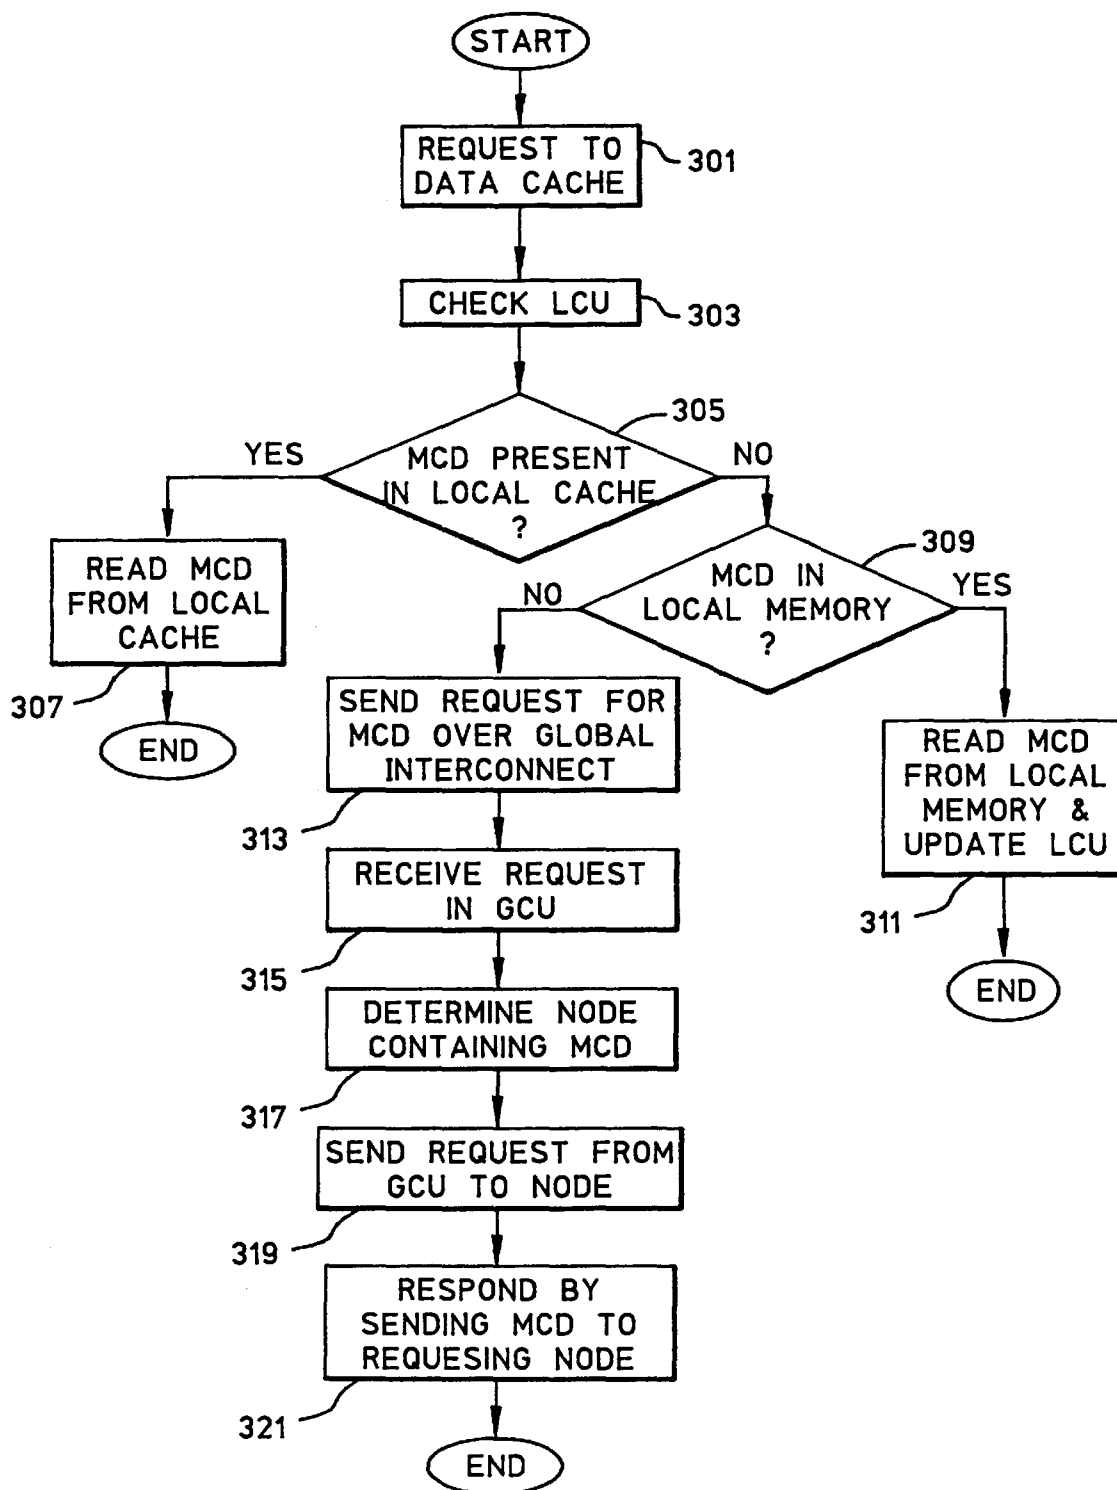 START
REQUEST TO
DATA CACHE
301
CHECK LCU
303
305
YES
MCD PRESENT
IN LOCAL CACHE
?
NO
309
READ MCD
FROM LOCAL
CACHE
307
END
NO
MCD IN
LOCAL MEMORY
?
YES
SEND REQUEST FOR
MCD OVER GLOBAL
INTERCONNECT
313
READ MCD
FROM LOCAL
MEMORY &
UPDATE LCU
311
END
RECEIVE REQUEST
IN GCU
315
DETERMINE NODE
CONTAINING MCD
317
SEND REQUEST FROM
GCU TO NODE
319
RESPOND BY
SENDING MCD TO
REQUESING NODE
321
END